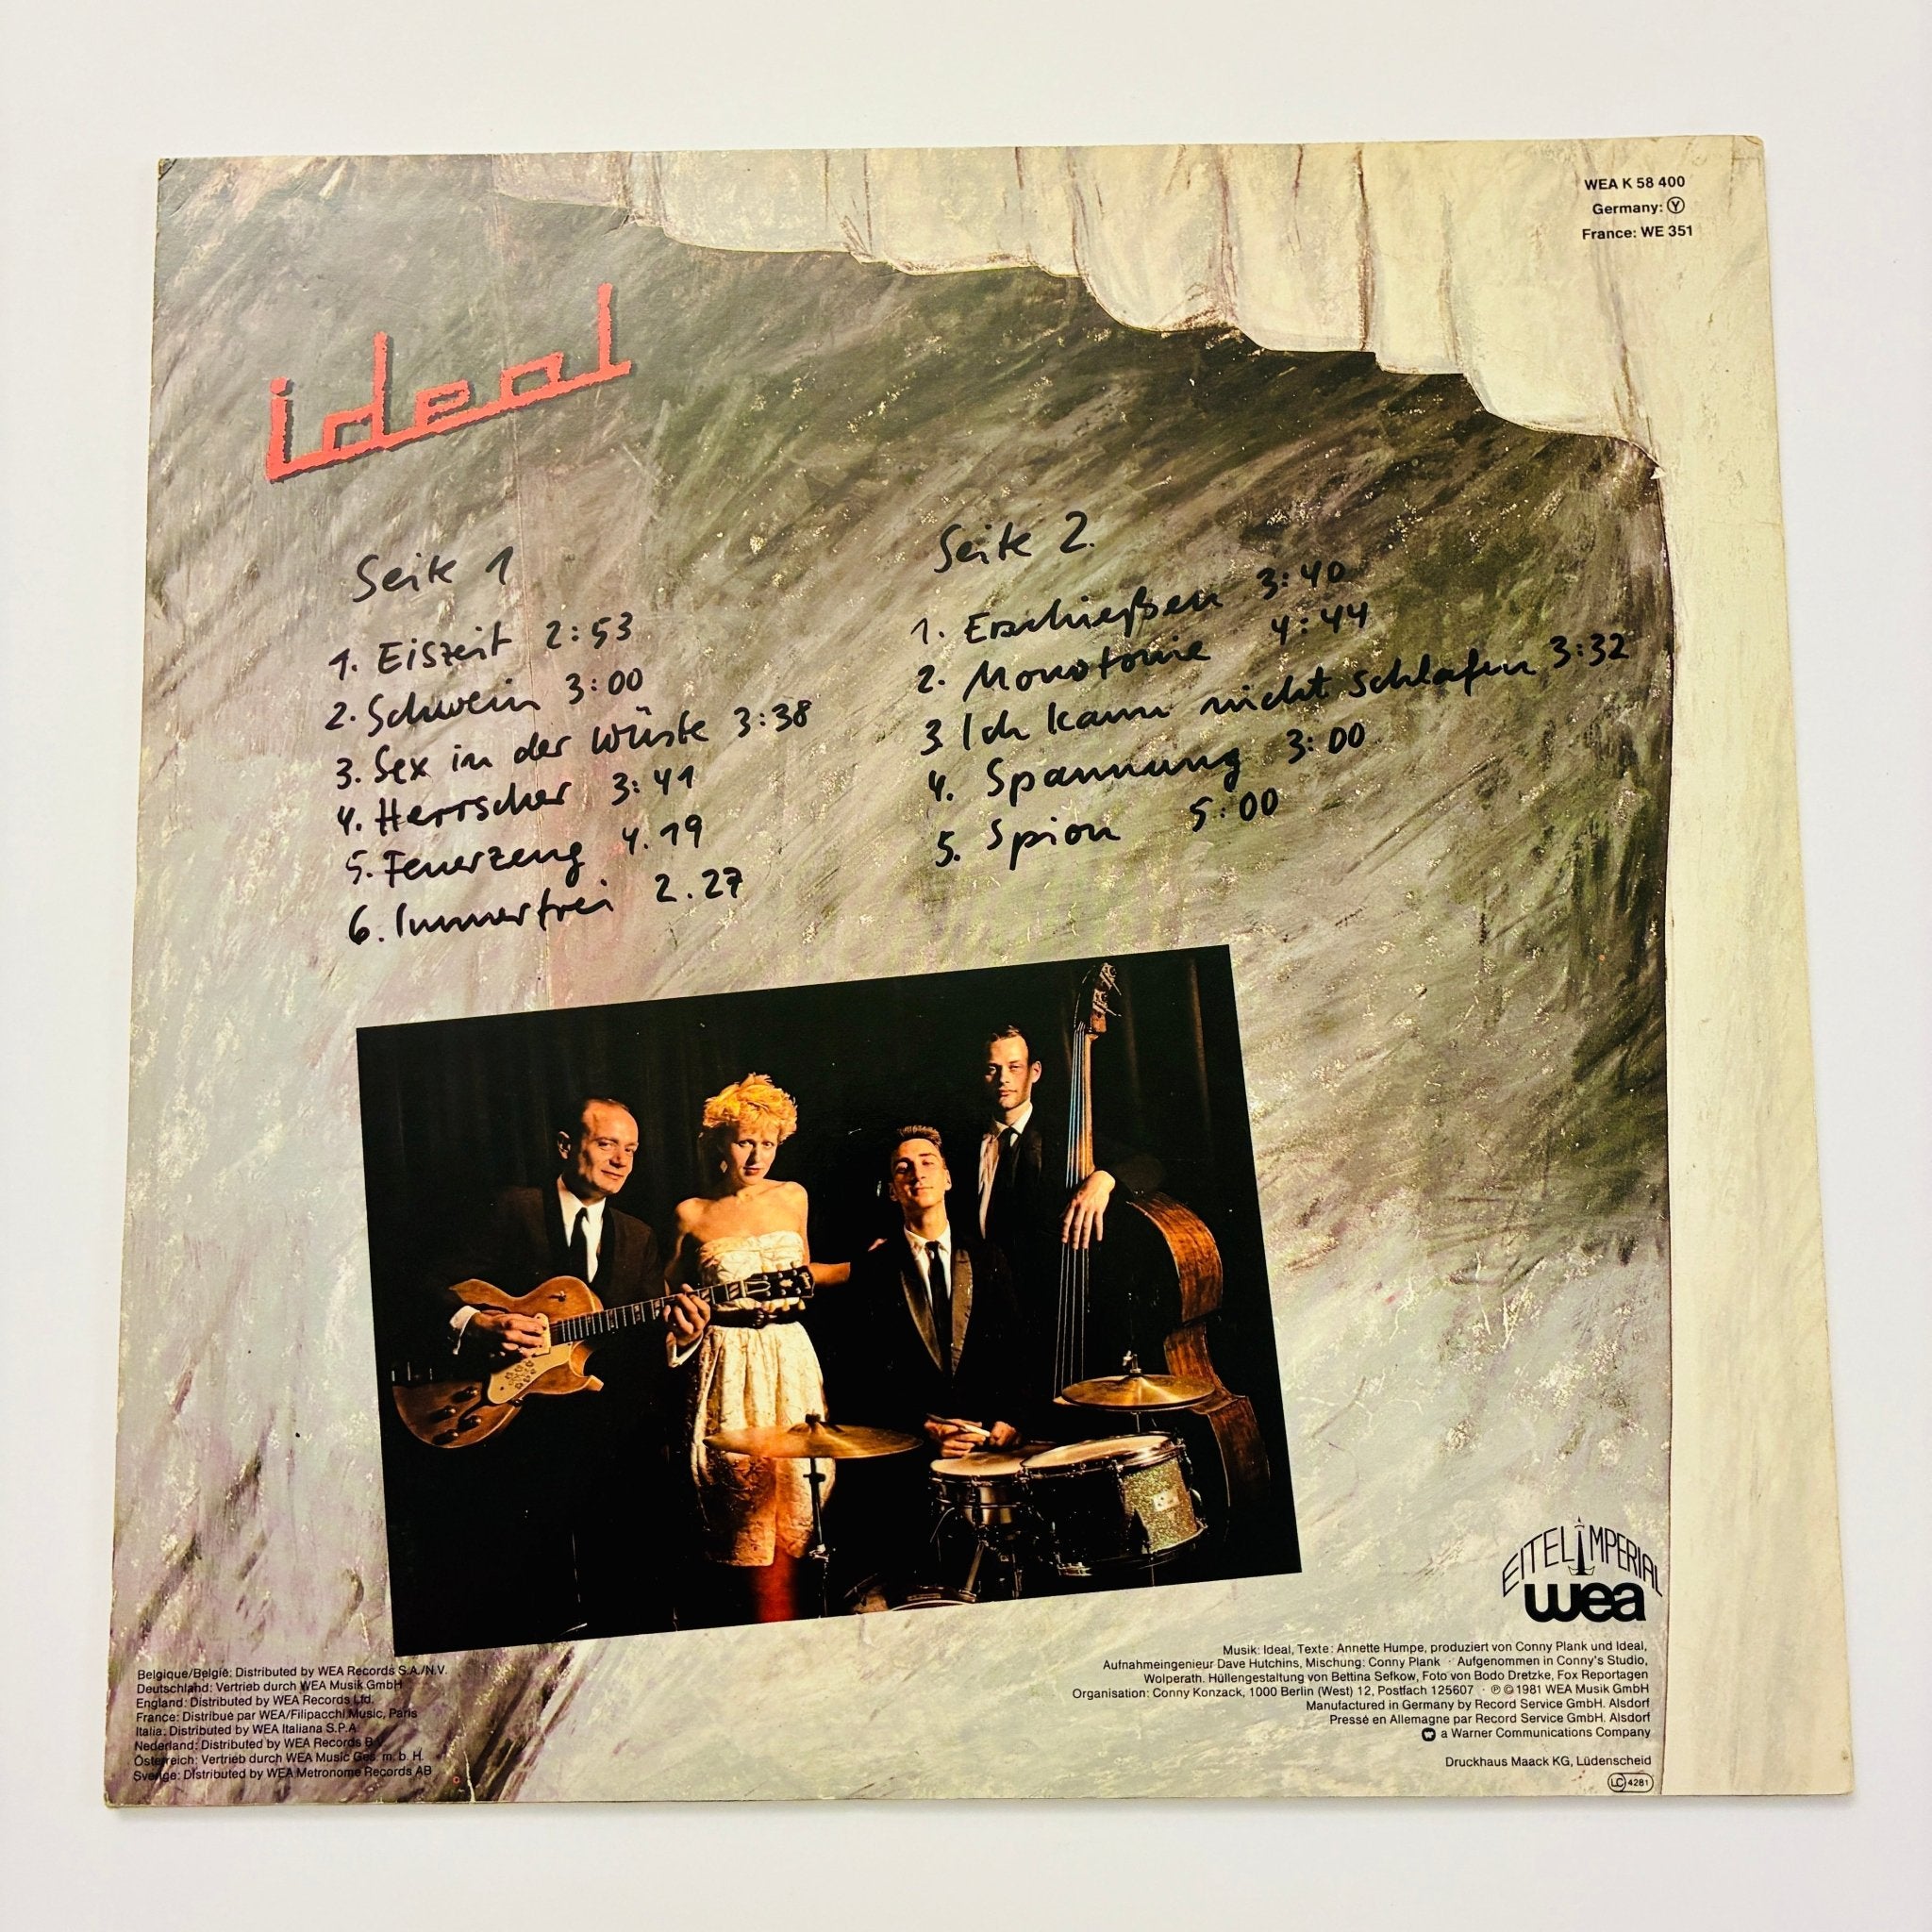 WEA K 58 400
Germany: Ⓨ
France: WE 351
ideal
Seite 1
1. Eiszeit 2:53
2. Schwein 3:00
3. Sex in der Wüste 3:38
4. Herrscher 3:41
5. Feuerzeug 4.19
6. Immerfrei 2.27
Seite 2.
1. Erschießen 3:40
2. Monotonie 4:44
3 Ich kann nicht schlafen 3:32
4. Spannung 3:00
5. Spion 5:00
EITEL IMPERIAL
wea
Musik: Ideal, Texte: Annette Humpe, produziert von Conny Plank und Ideal,
Aufnahmeingenieur Dave Hutchins, Mischung: Conny Plank · Aufgenommen in Conny's Studio,
Wolperath. Hüllengestaltung von Bettina Sefkow, Foto von Bodo Dretzke, Fox Reportagen
Organisation: Conny Konzack, 1000 Berlin (West) 12, Postfach 125607 · ℗ © 1981 WEA Musik GmbH
Manufactured in Germany by Record Service GmbH. Alsdorf
Pressé en Allemagne par Record Service GmbH. Alsdorf
a Warner Communications Company
Druckhaus Maack KG, Lüdenscheid
LC 4281
Belgique/België: Distributed by WEA Records S.A./N.V.
Deutschland: Vertrieb durch WEA Musik GmbH
England: Distributed by WEA Records Ltd.
France: Distribué par WEA/Filipacchi Music, Paris
Italia: Distributed by WEA Italiana S.P.A
Nederland: Distributed by WEA Records B.V.
Österreich: Vertrieb durch WEA Music Ges. m. b. H.
Sverige: Distributed by WEA Metronome Records AB